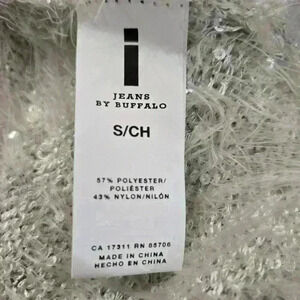 i
JEANS
BY BUFFALO
S/CH
57% POLYESTER/
POLIÉSTER
43% NYLON/NILÓN
CA 17311 RN 85706
MADE IN CHINA
HECHO EN CHINA